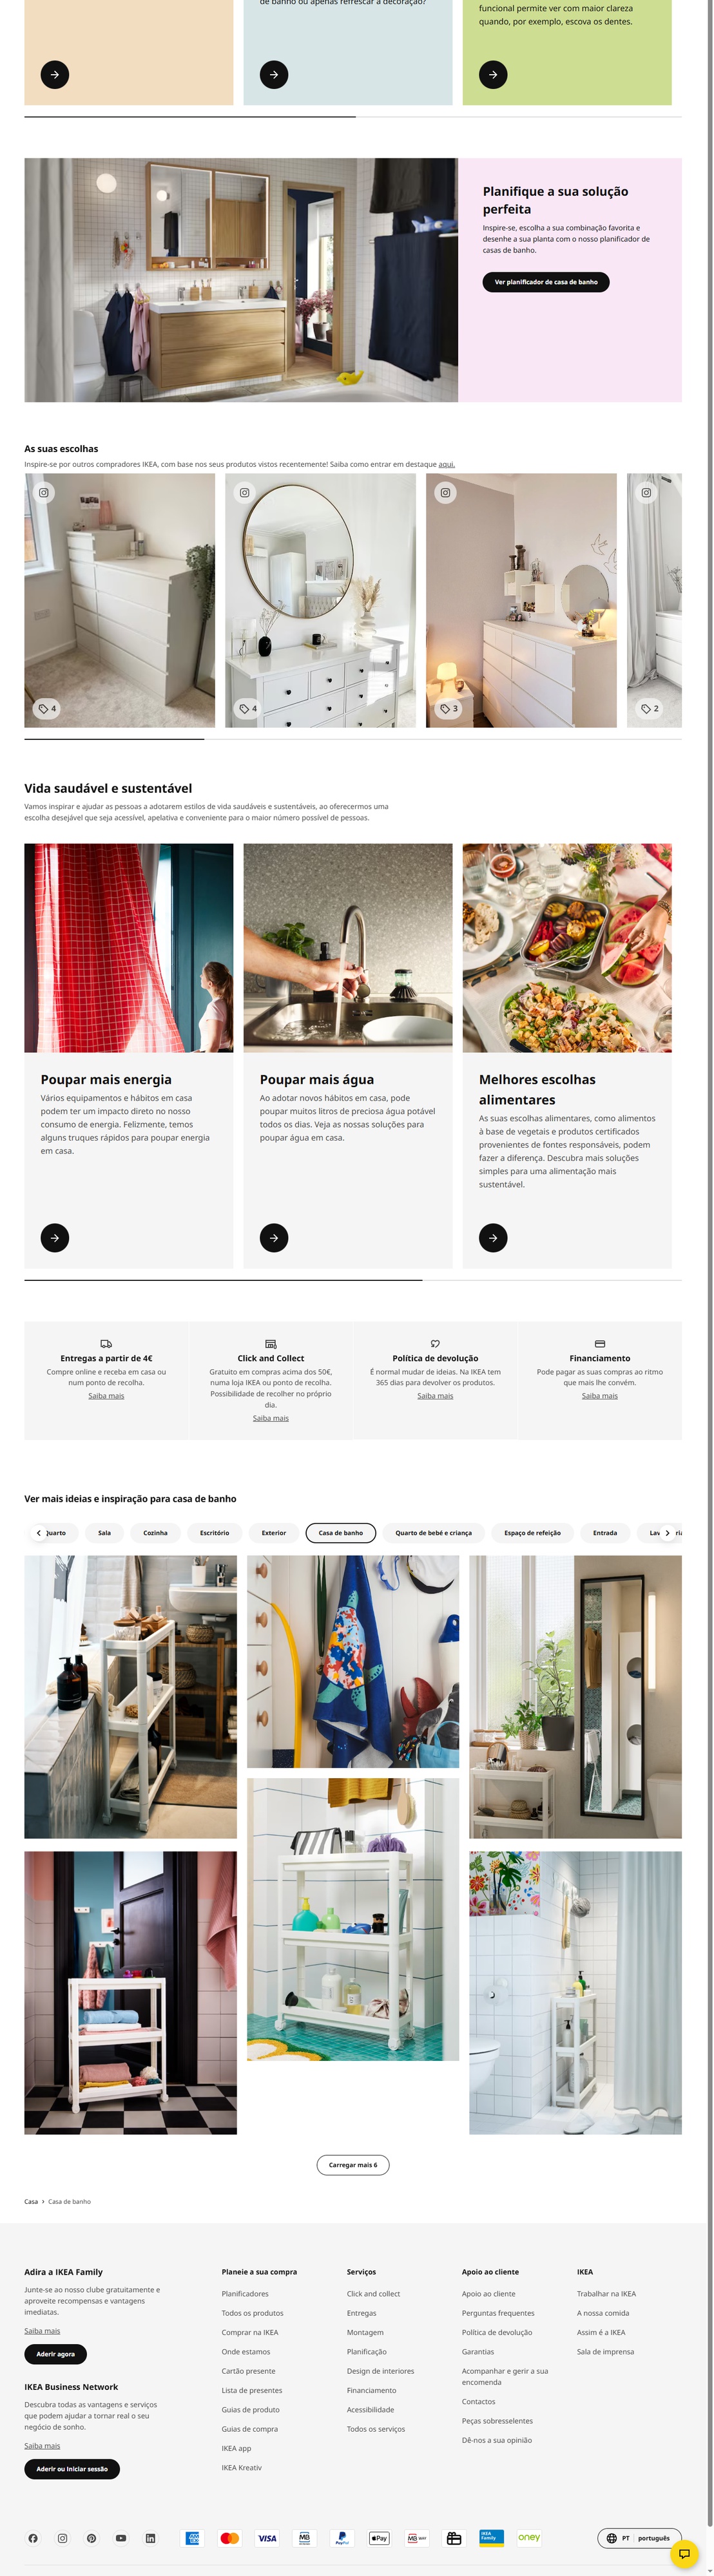 de banho ou apenas refrescar a decoração?
funcional permite ver com maior clareza
quando, por exemplo, escova os dentes.
Planifique a sua solução
perfeita
Inspire-se, escolha a sua combinação favorita e
desenhe a sua planta com o nosso planificador de
casas de banho.
Ver planificador de casa de banho
As suas escolhas
Inspire-se por outros compradores IKEA, com base nos seus produtos vistos recentemente! Saiba como entrar em destaque aqui.
4
4
3
2
Vida saudável e sustentável
Vamos inspirar e ajudar as pessoas a adotarem estilos de vida saudáveis e sustentáveis, ao oferecermos uma
escolha desejável que seja acessível, apelativa e conveniente para o maior número possível de pessoas.
Poupar mais energia
Vários equipamentos e hábitos em casa
podem ter um impacto direto no nosso
consumo de energia. Felizmente, temos
alguns truques rápidos para poupar energia
em casa.
Poupar mais água
Ao adotar novos hábitos em casa, pode
poupar muitos litros de preciosa água potável
todos os dias. Veja as nossas soluções para
poupar água em casa.
Melhores escolhas
alimentares
As suas escolhas alimentares, como alimentos
à base de vegetais e produtos certificados
provenientes de fontes responsáveis, podem
fazer a diferença. Descubra mais soluções
simples para uma alimentação mais
sustentável.
Entregas a partir de 4€
Compre online e receba em casa ou
num ponto de recolha.
Saiba mais
Click and Collect
Gratuito em compras acima dos 50€,
numa loja IKEA ou ponto de recolha.
Possibilidade de recolher no próprio
dia.
Saiba mais
Política de devolução
É normal mudar de ideias. Na IKEA tem
365 dias para devolver os produtos.
Saiba mais
Financiamento
Pode pagar as suas compras ao ritmo
que mais lhe convém.
Saiba mais
Ver mais ideias e inspiração para casa de banho
Quarto
Sala
Cozinha
Escritório
Exterior
Casa de banho
Quarto de bebé e criança
Espaço de refeição
Entrada
Carregar mais 6
Casa › Casa de banho
Adira a IKEA Family
Junte-se ao nosso clube gratuitamente e
aproveite recompensas e vantagens
imediatas.
Saiba mais
Aderir agora
IKEA Business Network
Descubra todas as vantagens e serviços
que podem ajudar a tornar real o seu
negócio de sonho.
Saiba mais
Aderir ou Iniciar sessão
Planeie a sua compra
Planificadores
Todos os produtos
Comprar na IKEA
Onde estamos
Cartão presente
Lista de presentes
Guias de produto
Guias de compra
IKEA app
IKEA Kreativ
Serviços
Click and collect
Entregas
Montagem
Planificação
Design de interiores
Financiamento
Acessibilidade
Todos os serviços
Apoio ao cliente
Apoio ao cliente
Perguntas frequentes
Política de devolução
Garantias
Acompanhar e gerir a sua
encomenda
Contactos
Peças sobresselentes
Dê-nos a sua opinião
IKEA
Trabalhar na IKEA
A nossa comida
Assim é a IKEA
Sala de imprensa
VISA
MB
PayPal
Pay
MB WAY
IKEA
Family
oney
PT
português